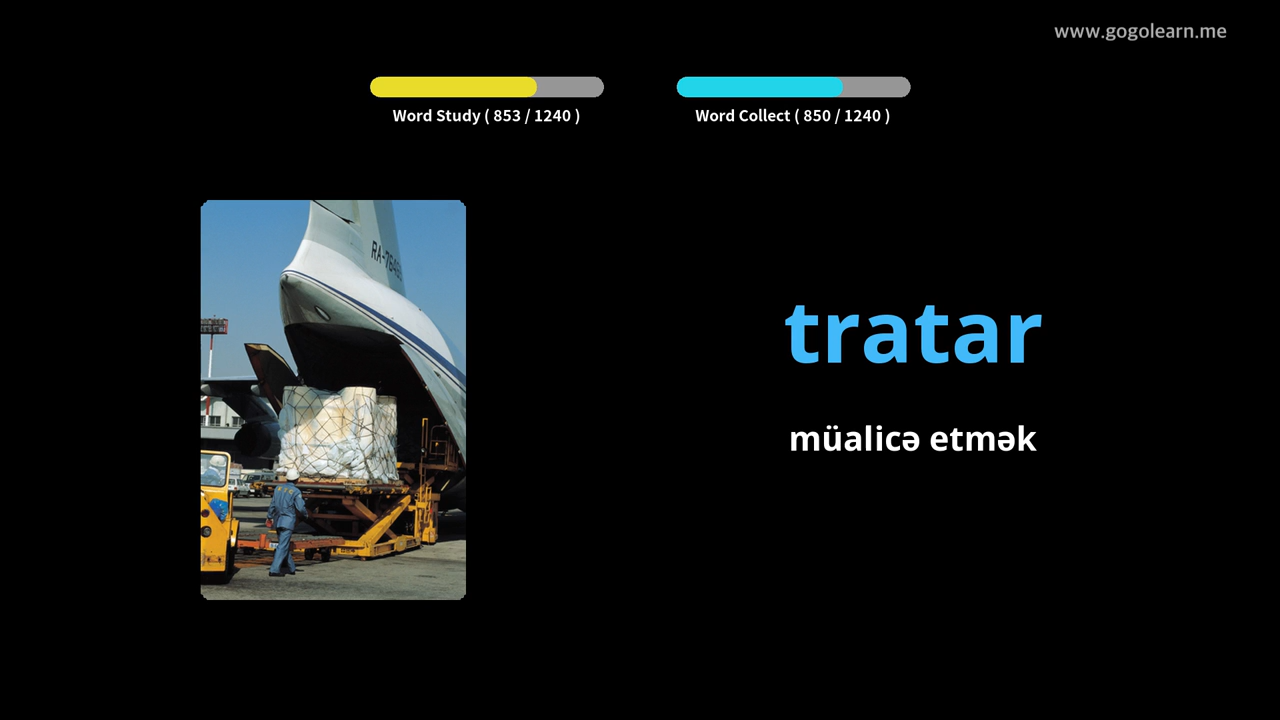 www.gogolearn.me
Word Study ( 853 / 1240 )
Word Collect ( 850 / 1240 )
tratar
müalicə etmək